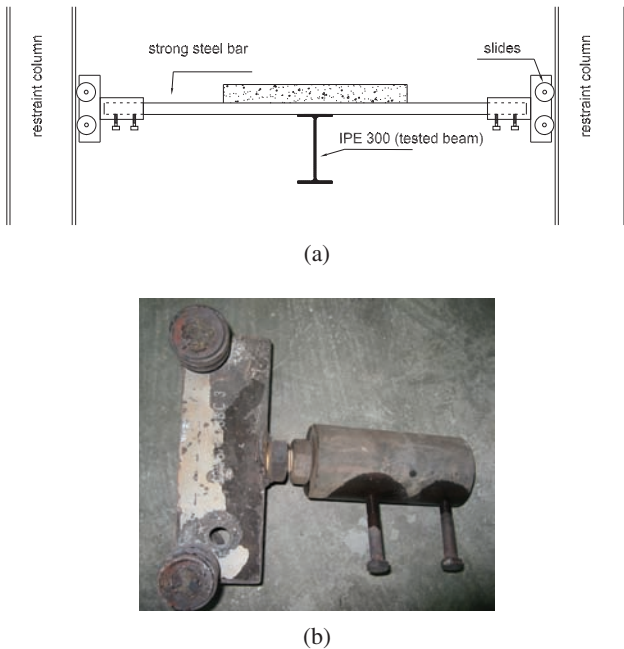 strong steel bar
slides
restraint column
restraint column
IPE 300 (tested beam)
(a)
(b)